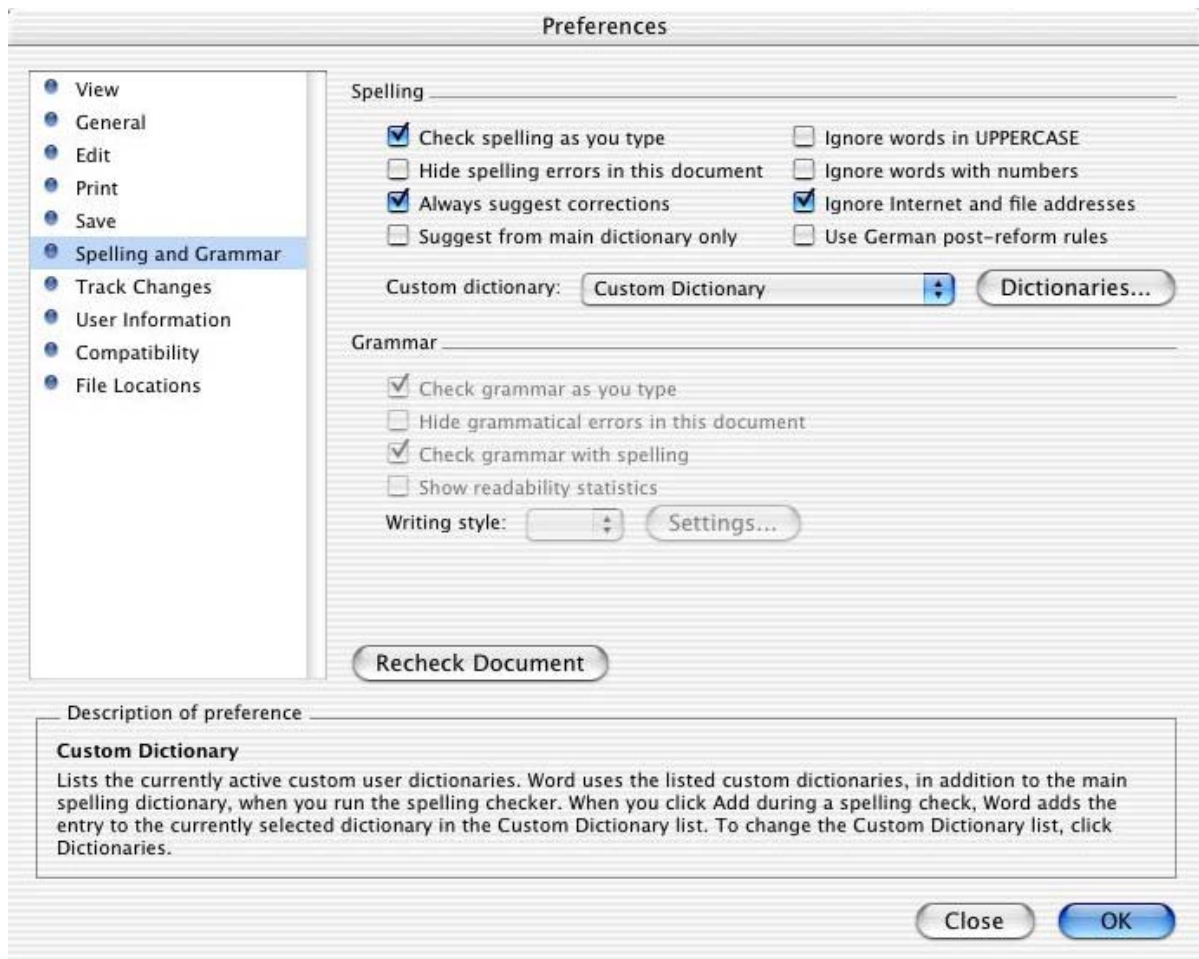 Preferences
View
General
Edit
Print
Save
Spelling and Grammar
Track Changes
User Information
Compatibility
File Locations
Spelling
Check spelling as you type
Hide spelling errors in this document
Always suggest corrections
Suggest from main dictionary only
Ignore words in UPPERCASE
Ignore words with numbers
Ignore Internet and file addresses
Use German post-reform rules
Custom dictionary: Custom Dictionary Dictionaries...
Grammar
Check grammar as you type
Hide grammatical errors in this document
Check grammar with spelling
Show readability statistics
Writing style: Settings...
Recheck Document
Description of preference
Custom Dictionary
Lists the currently active custom user dictionaries. Word uses the listed custom dictionaries, in addition to the main
spelling dictionary, when you run the spelling checker. When you click Add during a spelling check, Word adds the
entry to the currently selected dictionary in the Custom Dictionary list. To change the Custom Dictionary list, click
Dictionaries.
Close OK